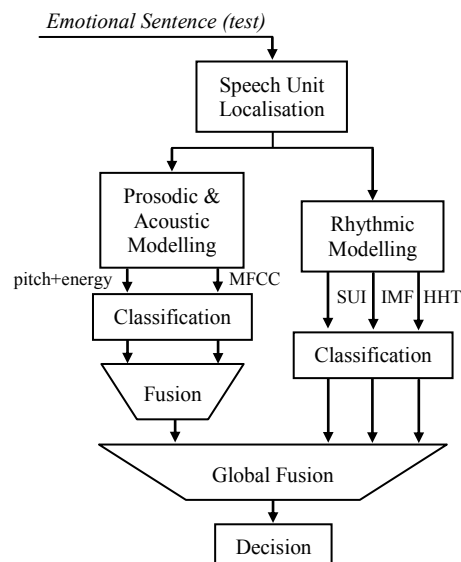 Emotional Sentence (test)
Speech Unit
Localisation
Prosodic &
Acoustic
Modelling
Rhythmic
Modelling
pitch+energy
MFCC
SUI
IMF
HHT
Classification
Classification
Fusion
Global Fusion
Decision